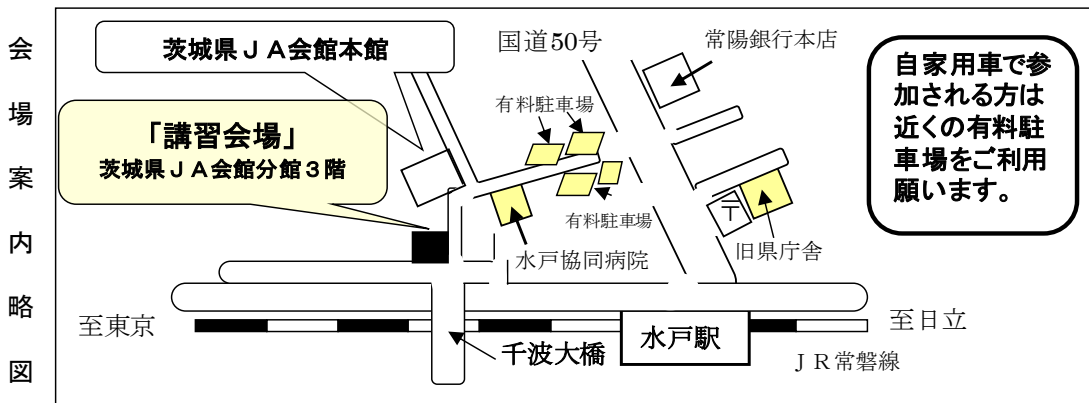 会場案内略図
茨城県ＪＡ会館本館
国道50号
常陽銀行本店
自家用車で参
加される方は
近くの有料駐
車場をご利用
願います。
有料駐車場
「講習会場」
茨城県ＪＡ会館分館３階
有料駐車場
〒
水戸協同病院
旧県庁舎
至東京
至日立
水戸駅
千波大橋
ＪＲ常磐線